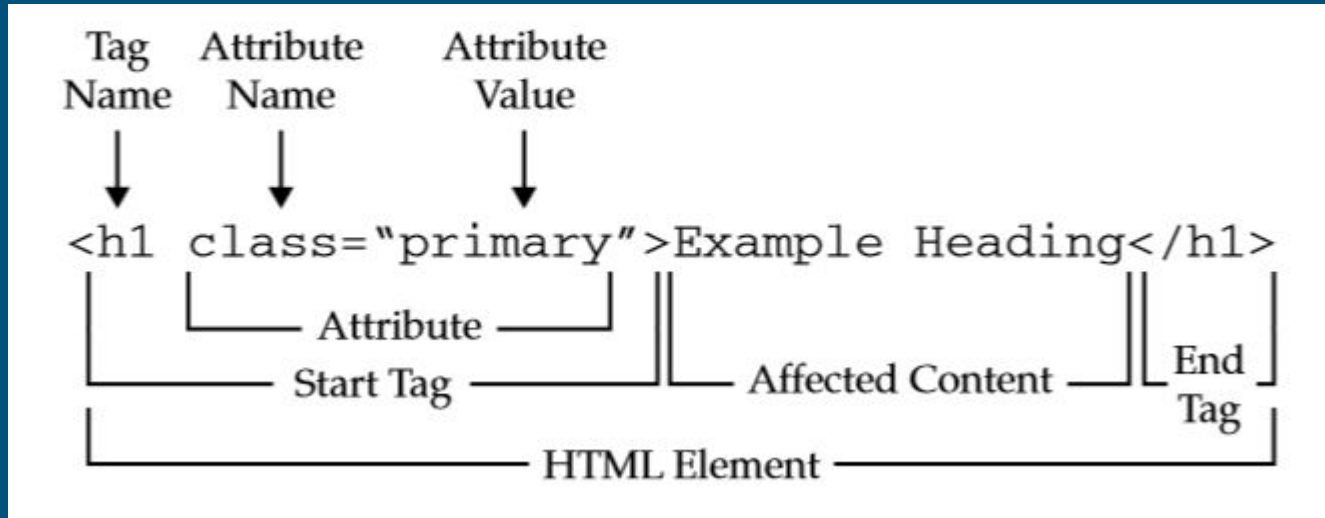 Tag Attribute Attribute
Name Name Value
<h1 class=“primary”>Example Heading</h1>
Attribute
Start Tag Affected Content End
Tag
HTML Element